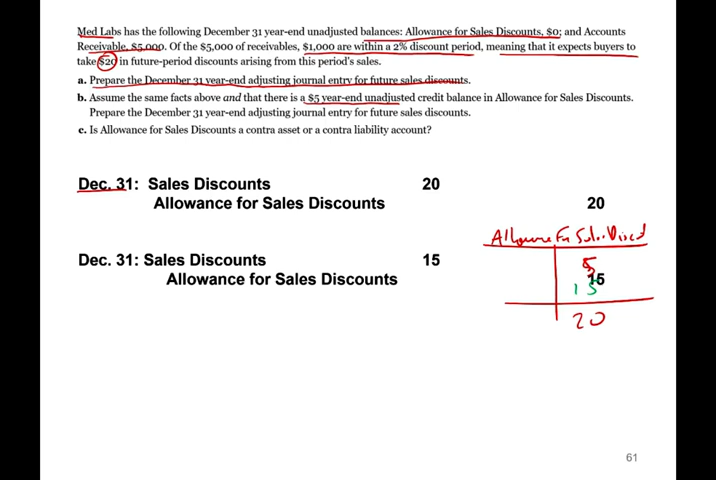 Med Labs has the following December 31 year-end unadjusted balances: Allowance for Sales Discounts, $0; and Accounts
Receivable, $5,000. Of the $5,000 of receivables, $1,000 are within a 2% discount period, meaning that it expects buyers to
take $20 in future-period discounts arising from this period's sales.
a. Prepare the December 31 year-end adjusting journal entry for future sales discounts.
b. Assume the same facts above and that there is a $5 year-end unadjusted credit balance in Allowance for Sales Discounts.
Prepare the December 31 year-end adjusting journal entry for future sales discounts.
c. Is Allowance for Sales Discounts a contra asset or a contra liability account?
Dec. 31: Sales Discounts 20
Allowance for Sales Discounts 20
Allowance For Sales Disc
Dec. 31: Sales Discounts 15
5
Allowance for Sales Discounts 15
15
20
61